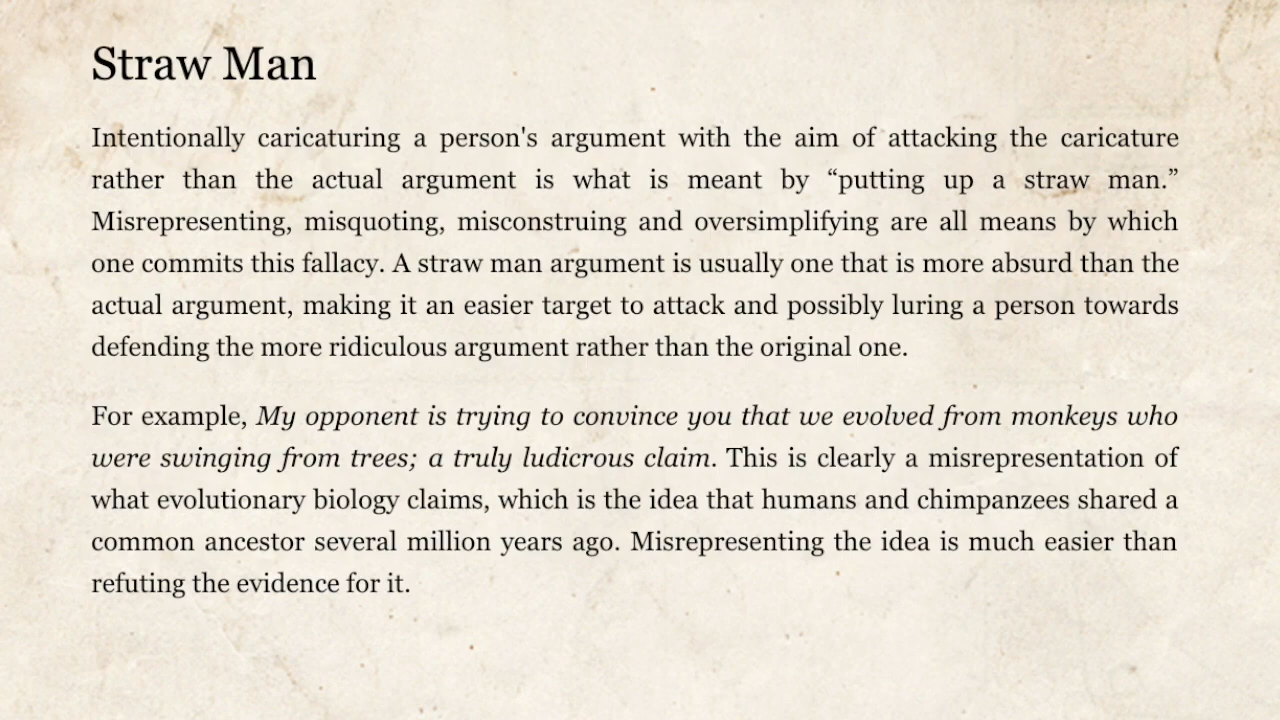 Straw Man
Intentionally caricaturing a person's argument with the aim of attacking the caricature
rather than the actual argument is what is meant by “putting up a straw man.”
Misrepresenting, misquoting, misconstruing and oversimplifying are all means by which
one commits this fallacy. A straw man argument is usually one that is more absurd than the
actual argument, making it an easier target to attack and possibly luring a person towards
defending the more ridiculous argument rather than the original one.
For example, My opponent is trying to convince you that we evolved from monkeys who
were swinging from trees; a truly ludicrous claim. This is clearly a misrepresentation of
what evolutionary biology claims, which is the idea that humans and chimpanzees shared a
common ancestor several million years ago. Misrepresenting the idea is much easier than
refuting the evidence for it.